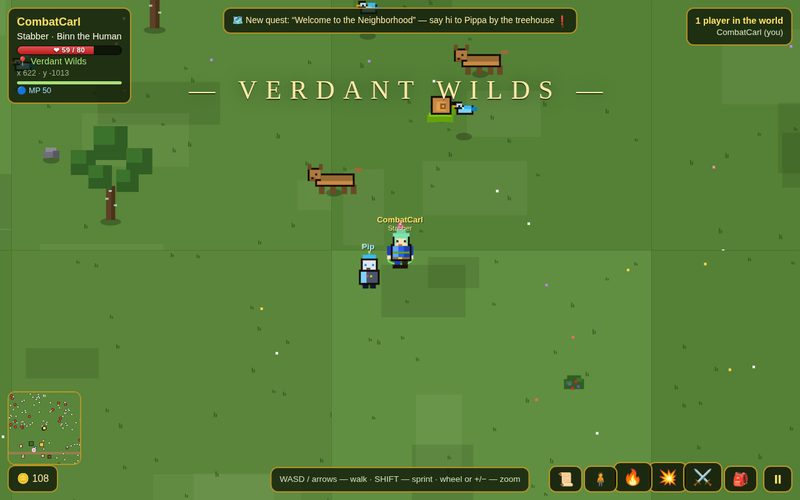 CombatCarl
Stabber · Binn the Human
❤ 59 / 80
📍 Verdant Wilds
x 622 · y -1013
🔵 MP 50
🗺️ New quest: “Welcome to the Neighborhood” — say hi to Pippa by the treehouse ❗
1 player in the world
CombatCarl (you)
— VERDANT WILDS —
CombatCarl
Stabber
Pip
🪙 108
WASD / arrows — walk · SHIFT — sprint · wheel or +/− — zoom